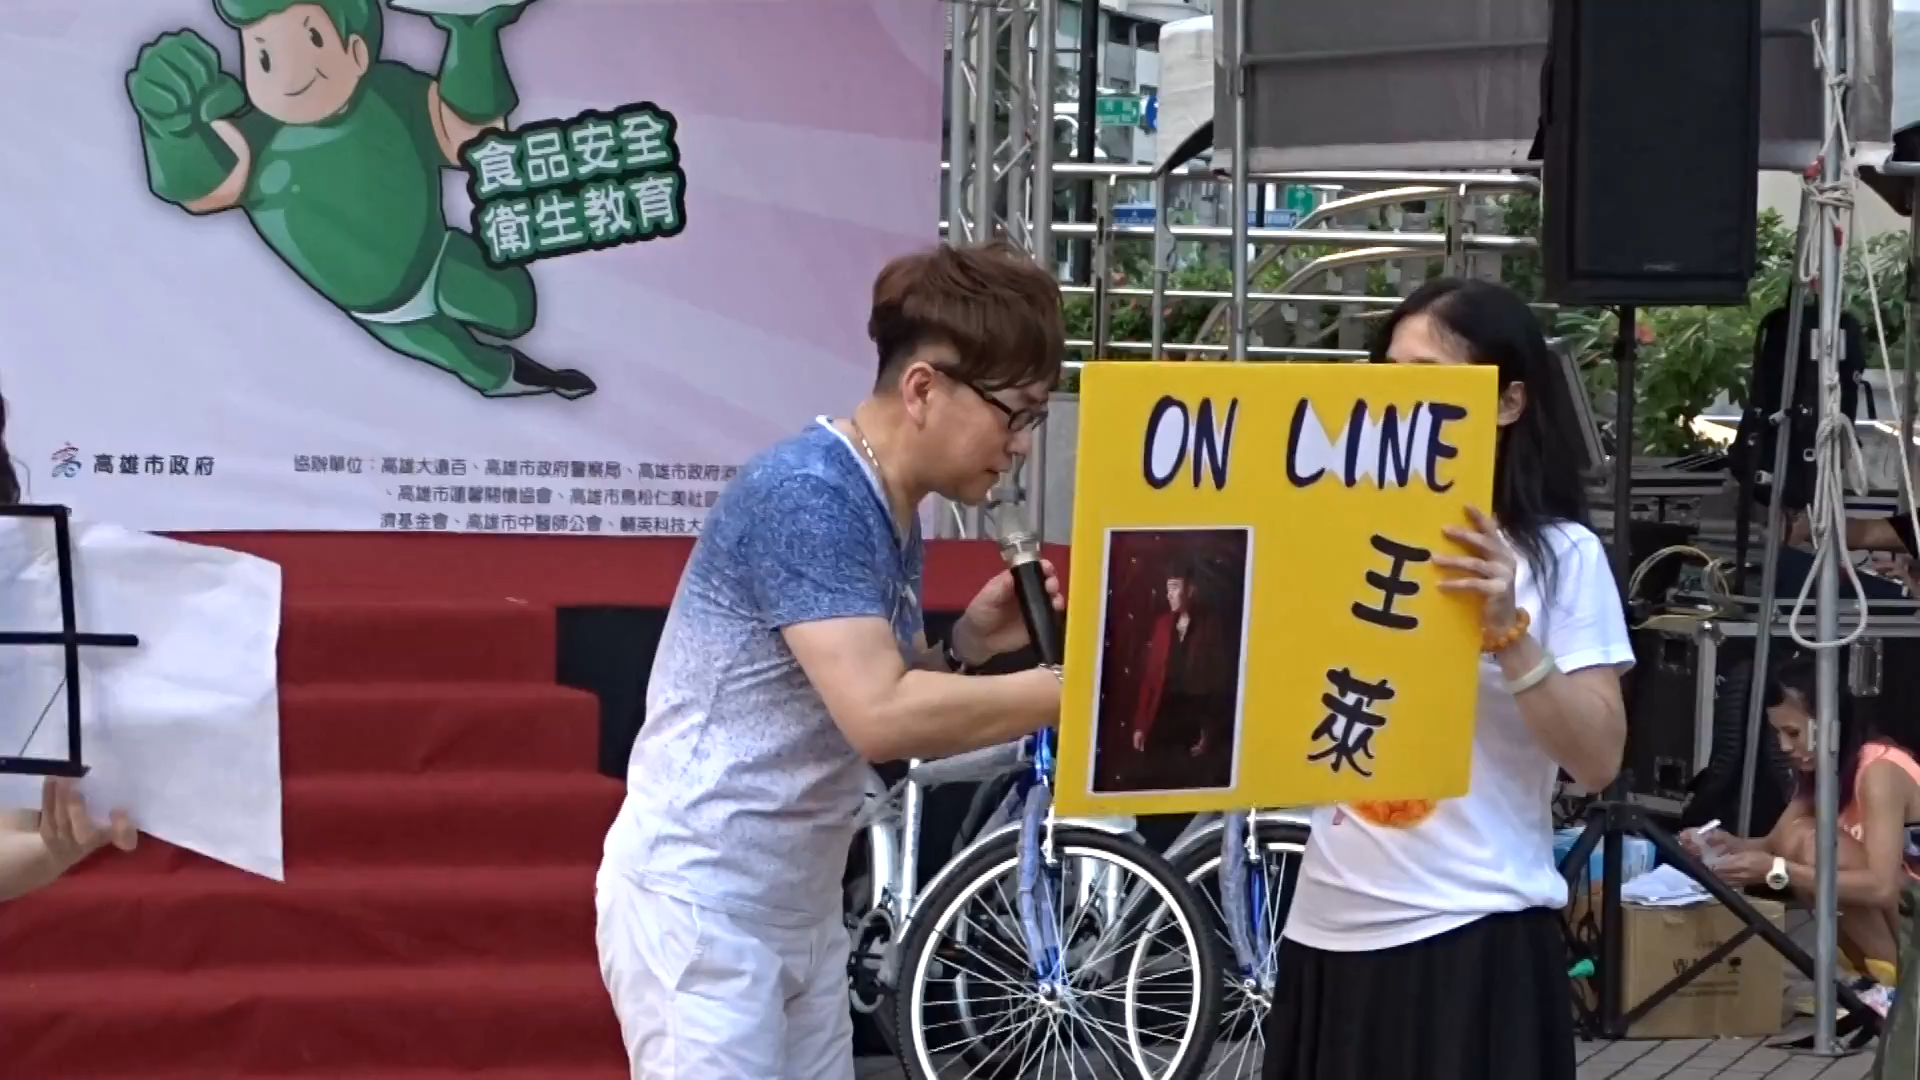 食品安全
衛生教育
高雄市政府
協辦單位：高雄大遠百、高雄市政府警察局、高雄市政府消
、高雄市蓮馨關懷協會、高雄市鳥松仁美社區
濟基金會、高雄市中醫師公會、輔英科技大
ON LINE
王
萊